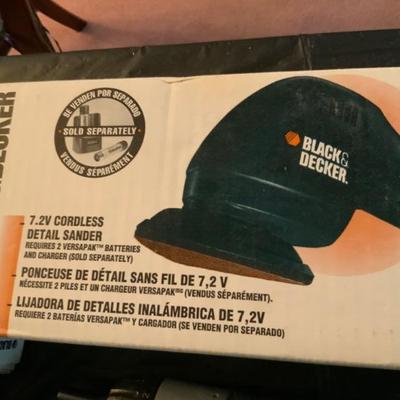 DECKER
SE VENDEN POR SEPARADO
SOLD SEPARATELY
VENDUS SÉPARÉMENT
BLACK&
DECKER.
7.2V CORDLESS
DETAIL SANDER
REQUIRES 2 VERSAPAK™ BATTERIES
AND CHARGER (SOLD SEPARATELY)
PONCEUSE DE DÉTAIL SANS FIL DE 7,2 V
NÉCESSITE 2 PILES ET UN CHARGEUR VERSAPAKMC (VENDUS SÉPARÉMENT).
LIJADORA DE DETALLES INALÁMBRICA DE 7,2V
REQUIERE 2 BATERÍAS VERSAPAK™ Y CARGADOR (SE VENDEN POR SEPARADO)